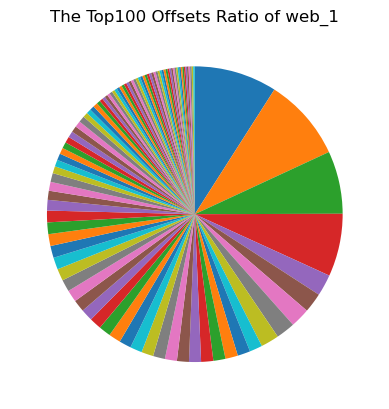 The Top100 Offsets Ratio of web_1